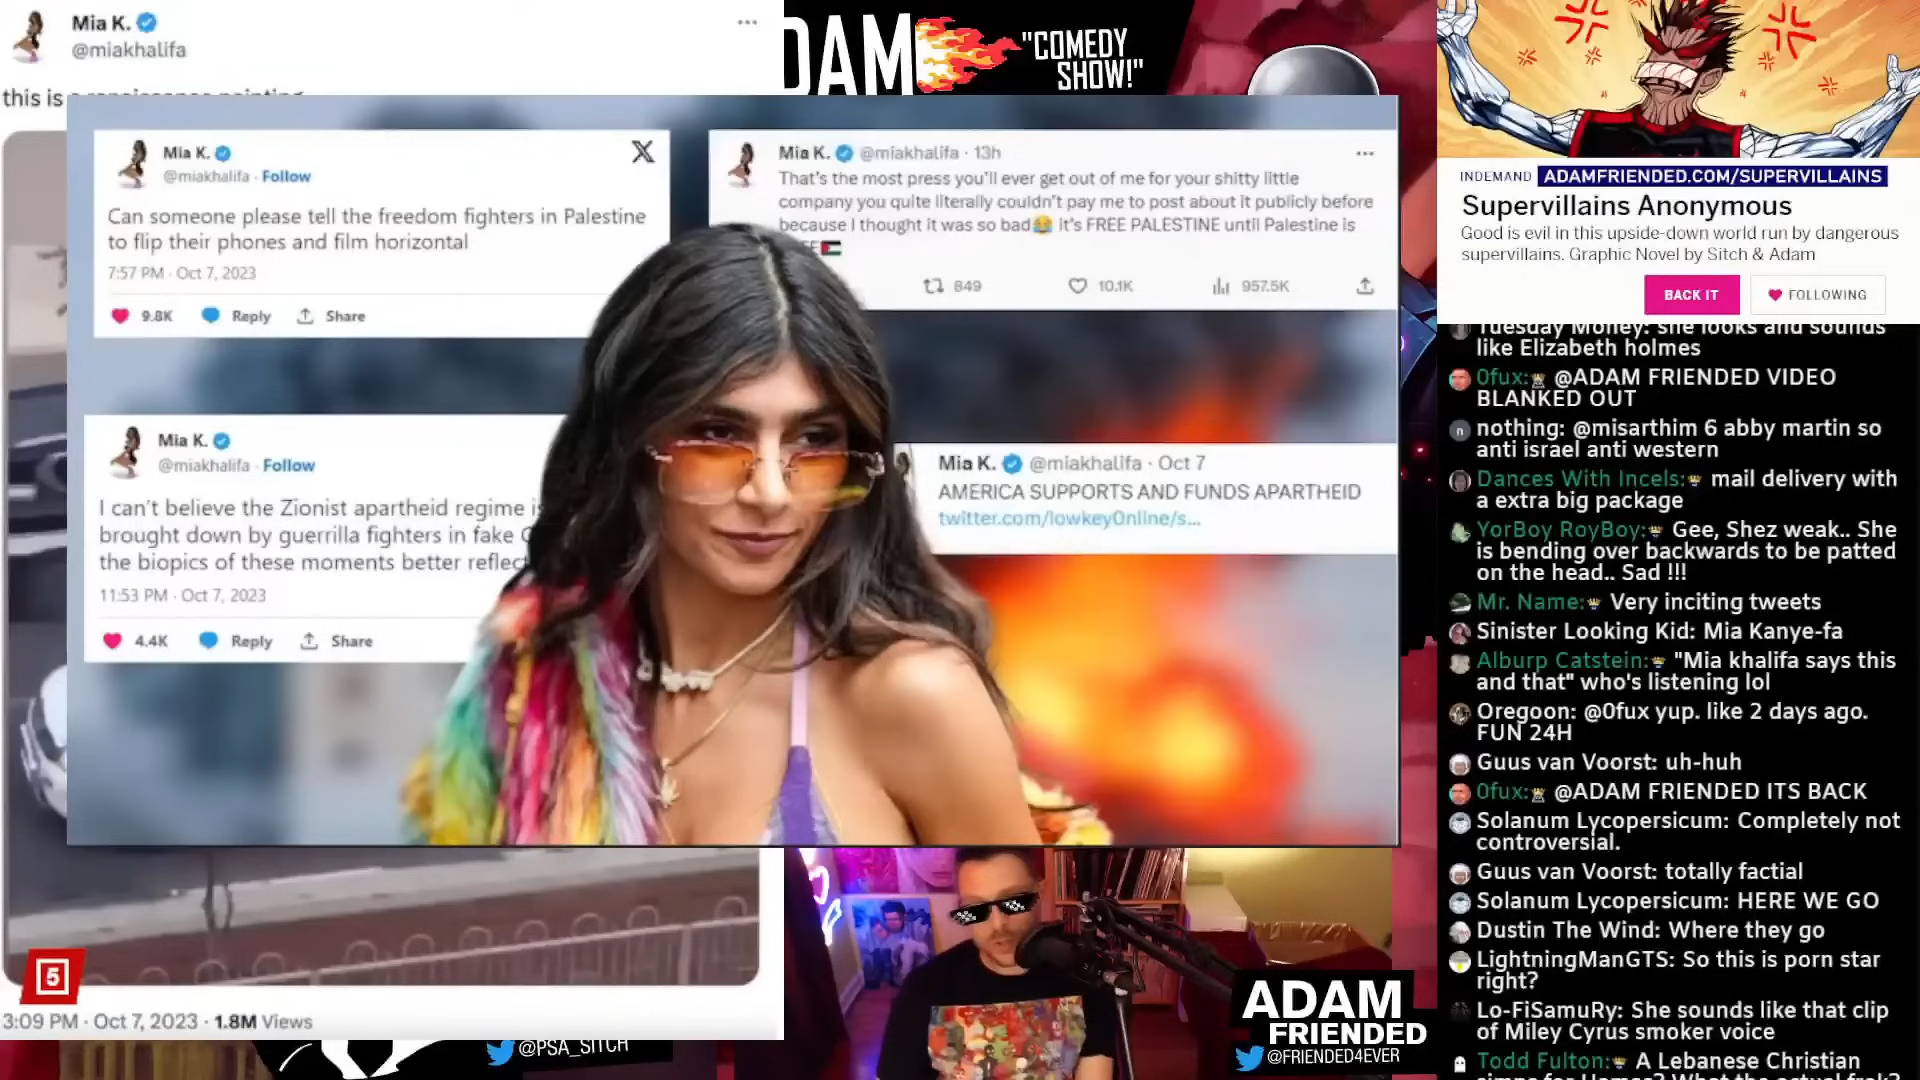 Mia K.
@miakhalifa
this is a renaissance painting
DAM
"COMEDY
SHOW!"
Mia K.
@miakhalifa · Follow
Can someone please tell the freedom fighters in Palestine
to flip their phones and film horizontal
7:57 PM · Oct 7, 2023
9.8K Reply Share
Mia K. @miakhalifa · 13h
That's the most press you'll ever get out of me for your shitty little
company you quite literally couldn't pay me to post about it publicly before
because I thought it was so bad😭 it's FREE PALESTINE until Palestine is
🇵🇸
849 10.1K 957.5K
Mia K.
@miakhalifa · Follow
I can't believe the Zionist apartheid regime is
brought down by guerrilla fighters in fake
the biopics of these moments better reflect
11:53 PM · Oct 7, 2023
4.4K Reply Share
Mia K. @miakhalifa · Oct 7
AMERICA SUPPORTS AND FUNDS APARTHEID
twitter.com/lowkey0nline/s...
5
3:09 PM · Oct 7, 2023 · 1.8M Views
@PSA_SITCH
ADAM
FRIENDED
@FRIENDED4EVER
INDEMAND ADAMFRIENDED.COM/SUPERVILLAINS
Supervillains Anonymous
Good is evil in this upside-down world run by dangerous
supervillains. Graphic Novel by Sitch & Adam
BACK IT FOLLOWING
Tuesday Money: she looks and sounds
like Elizabeth holmes
0fux: @ADAM FRIENDED VIDEO
BLANKED OUT
nothing: @misarthim 6 abby martin so
anti israel anti western
Dances With Incels: mail delivery with
a extra big package
YorBoy RoyBoy: Gee, Shez weak.. She
is bending over backwards to be patted
on the head.. Sad !!!
Mr. Name: Very inciting tweets
Sinister Looking Kid: Mia Kanye-fa
Alburp Catstein: "Mia khalifa says this
and that" who's listening lol
Oregoon: @0fux yup. like 2 days ago.
FUN 24H
Guus van Voorst: uh-huh
0fux: @ADAM FRIENDED ITS BACK
Solanum Lycopersicum: Completely not
controversial.
Guus van Voorst: totally factial
Solanum Lycopersicum: HERE WE GO
Dustin The Wind: Where they go
LightningManGTS: So this is porn star
right?
Lo-FiSamuRy: She sounds like that clip
of Miley Cyrus smoker voice
Todd Fulton: A Lebanese Christian